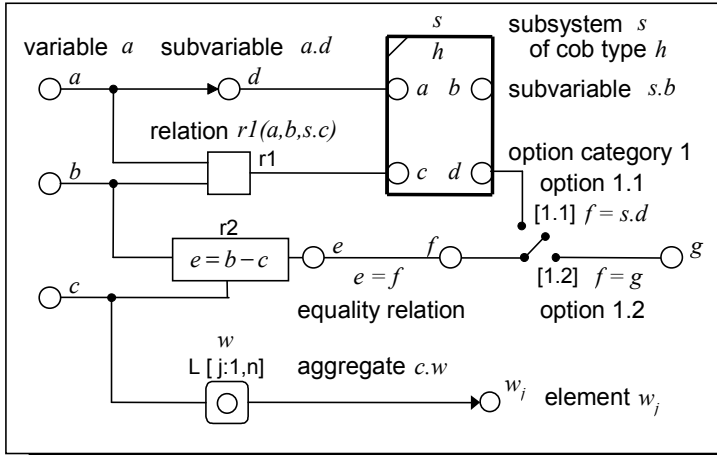 s
subsystem s
variable a subvariable a.d
of cob type h
h
a d a b subvariable s.b
relation r1(a,b,s.c)
r1
option category 1
b c d option 1.1
[1.1] f = s.d
r2
e = b – c e f g
e = f [1.2] f = g
c equality relation option 1.2
w
L [ j:1,n] aggregate c.w
w_j element w_j